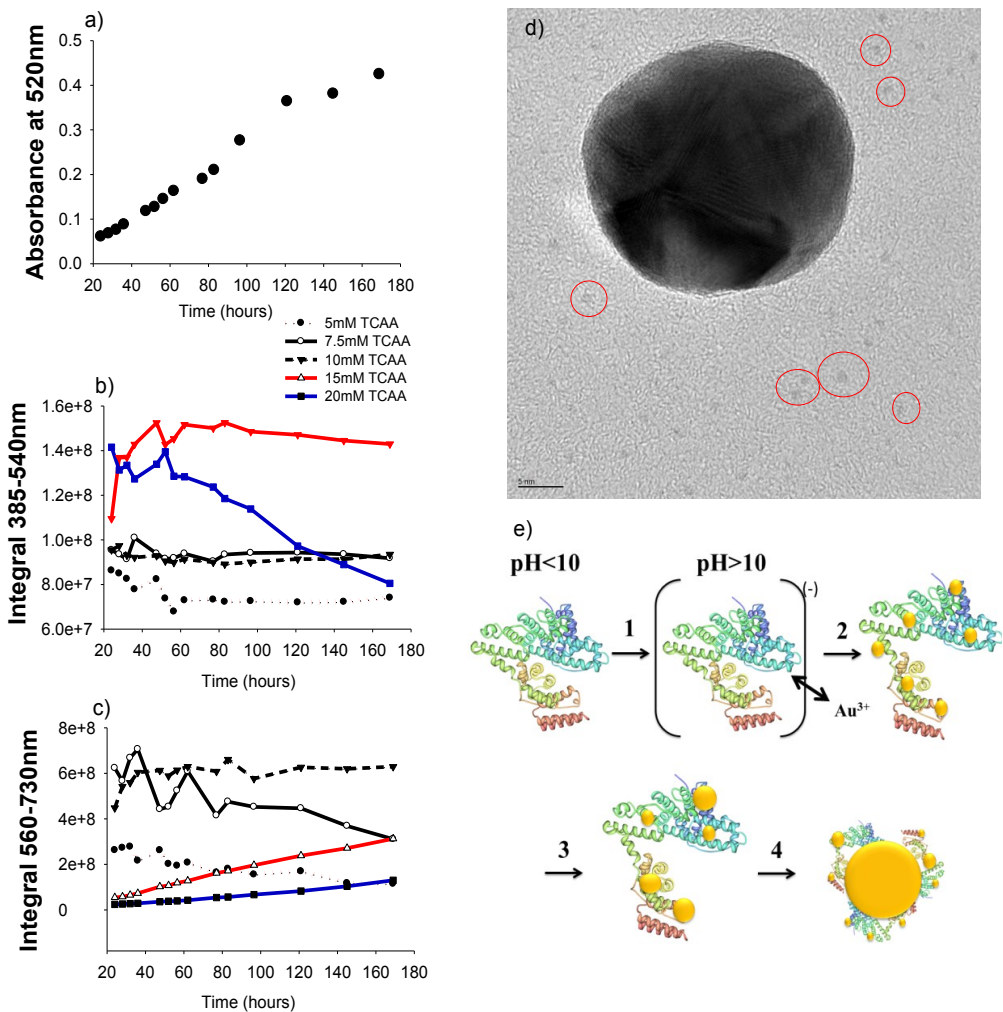 a)
Absorbance at 520nm
0.5
0.4
0.3
0.2
0.1
0.0
20 40 60 80 100 120 140 160 180
Time (hours)
5mM TCAA
7.5mM TCAA
10mM TCAA
15mM TCAA
20mM TCAA
b)
Integral 385-540nm
1.6e+8
1.4e+8
1.2e+8
1.0e+8
8.0e+7
6.0e+7
20 40 60 80 100 120 140 160 180
Time (hours)
c)
Integral 560-730nm
8e+8
6e+8
4e+8
2e+8
0
20 40 60 80 100 120 140 160 180
Time (hours)
d)
5 nm
e)
pH<10
pH>10
(-)
1
2
Au³⁺
3
4